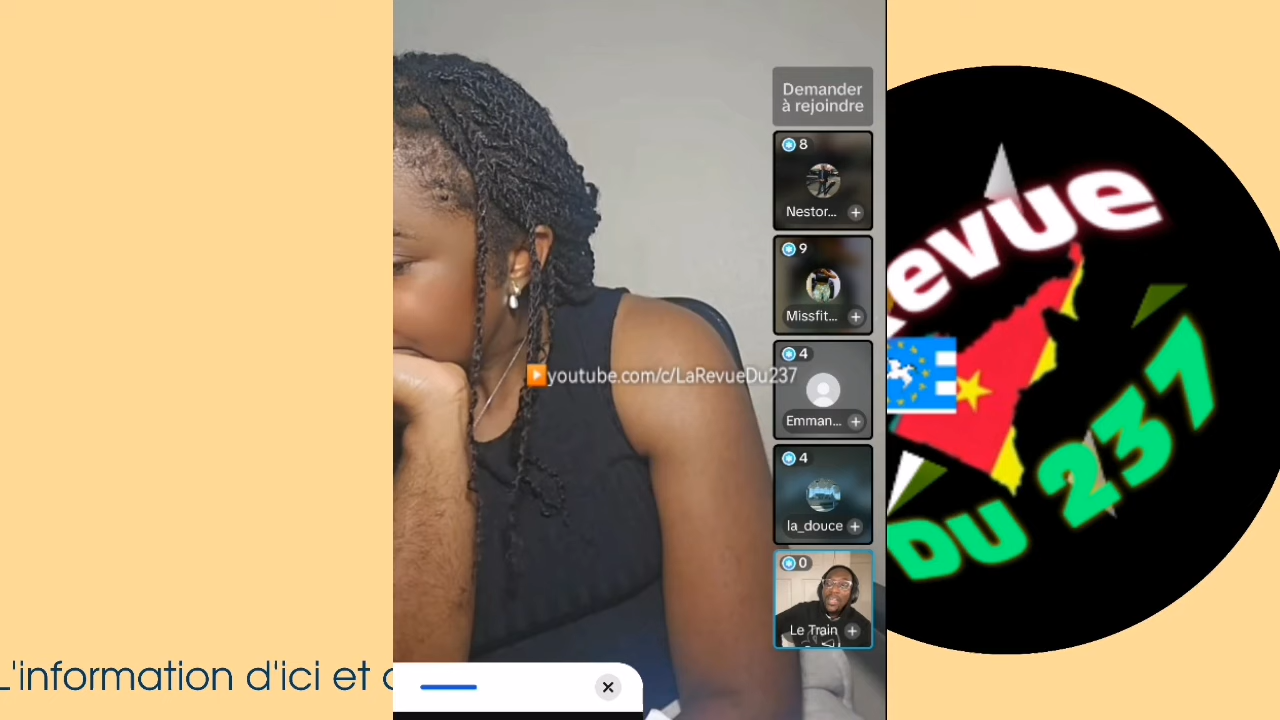 Demander
à rejoindre
8
Nestor...
9
Missfit...
4
Emman...
4
la_douce
0
Le Train
youtube.com/c/LaRevueDu237
evue
Du 237
L'information d'ici et